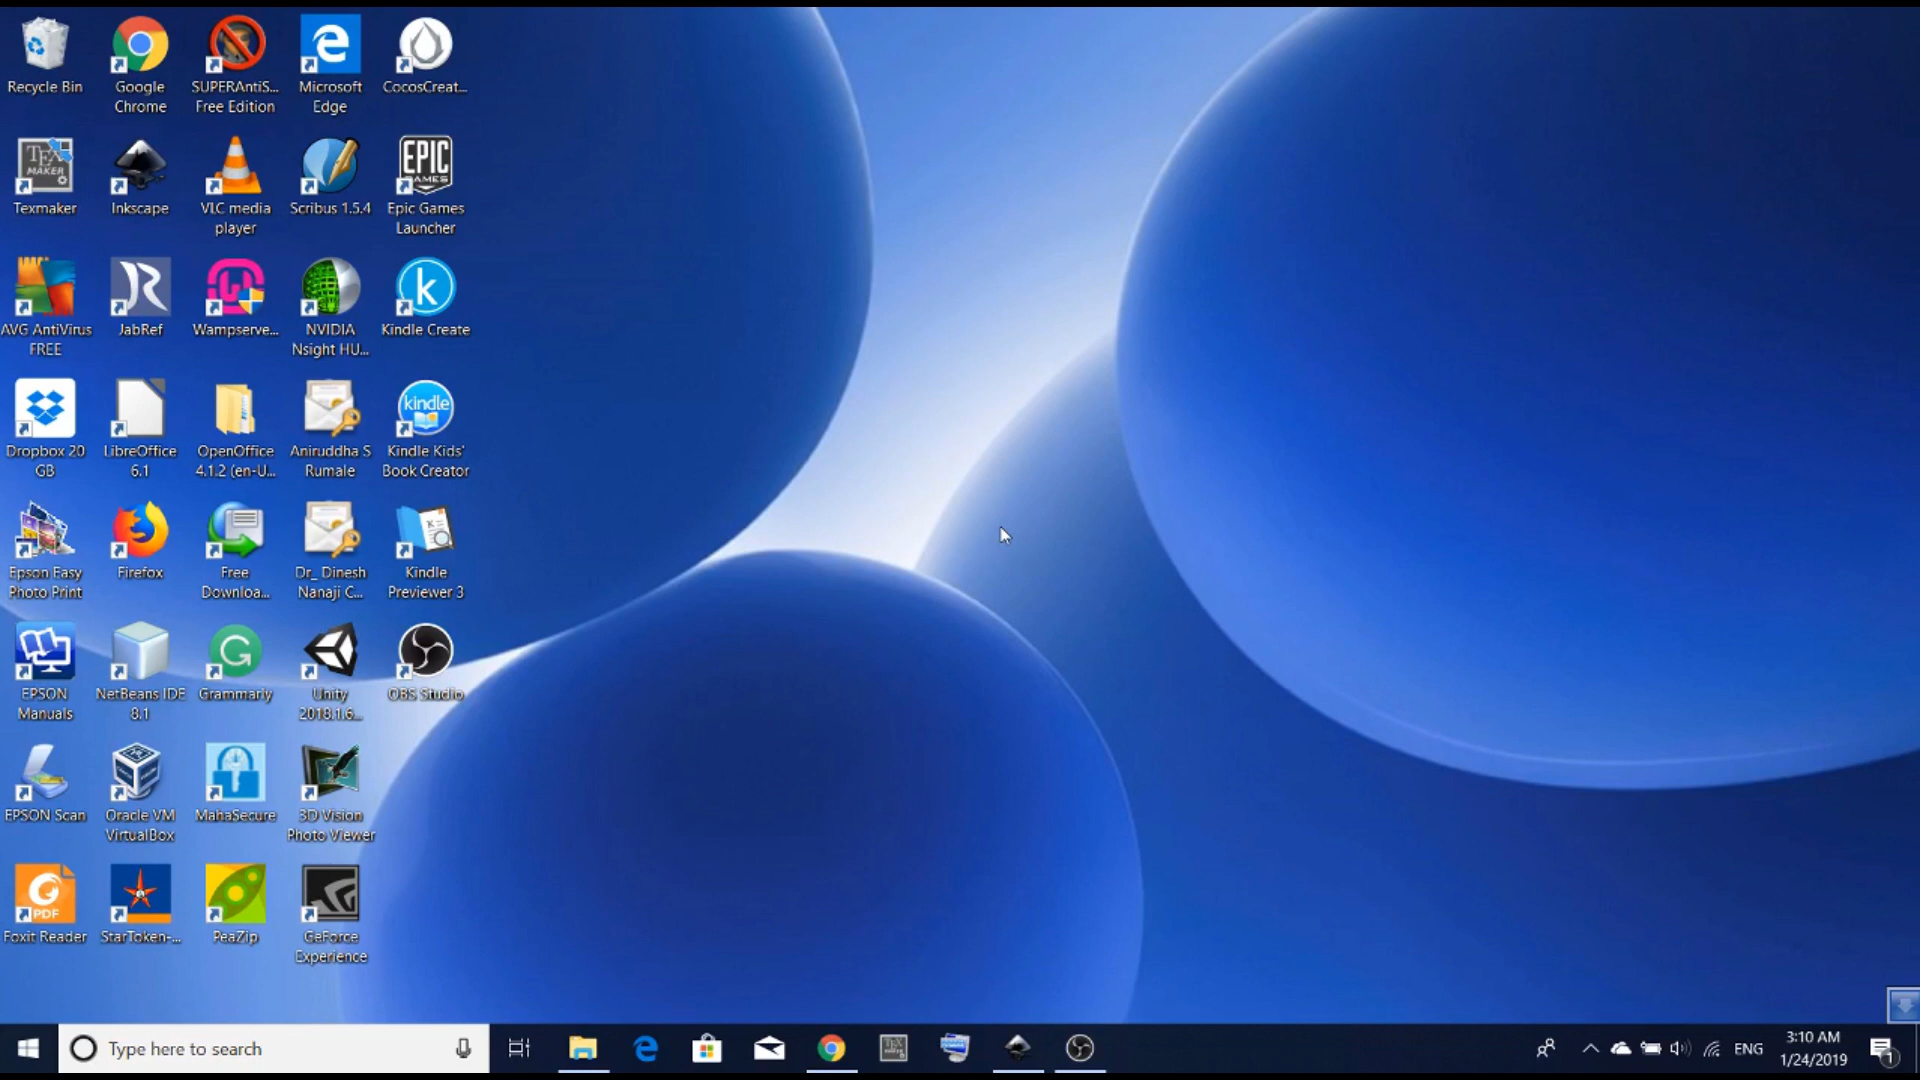 Recycle Bin
Google
Chrome
SUPERAntiS...
Free Edition
Microsoft
Edge
CocosCreat...
TEX
MAKER
Texmaker
Inkscape
VLC media
player
Scribus 1.5.4
EPIC
GAMES
Epic Games
Launcher
AVG AntiVirus
FREE
JR
JabRef
Wampserve...
NVIDIA
Nsight HU...
k
Kindle Create
Dropbox 20
GB
LibreOffice
6.1
OpenOffice
4.1.2 (en-U...
Aniruddha S
Rumale
kindle
Kindle Kids'
Book Creator
Epson Easy
Photo Print
Firefox
Free
Downloa...
Dr_ Dinesh
Nanaji C...
K
Kindle
Previewer 3
EPSON
Manuals
NetBeans IDE
8.1
G
Grammarly
Unity
2018.1.6...
OBS Studio
EPSON Scan
Oracle VM
VirtualBox
MahaSecure
3D Vision
Photo Viewer
PDF
Foxit Reader
StarToken-...
PeaZip
GeForce
Experience
Type here to search
ENG
3:10 AM
1/24/2019
1